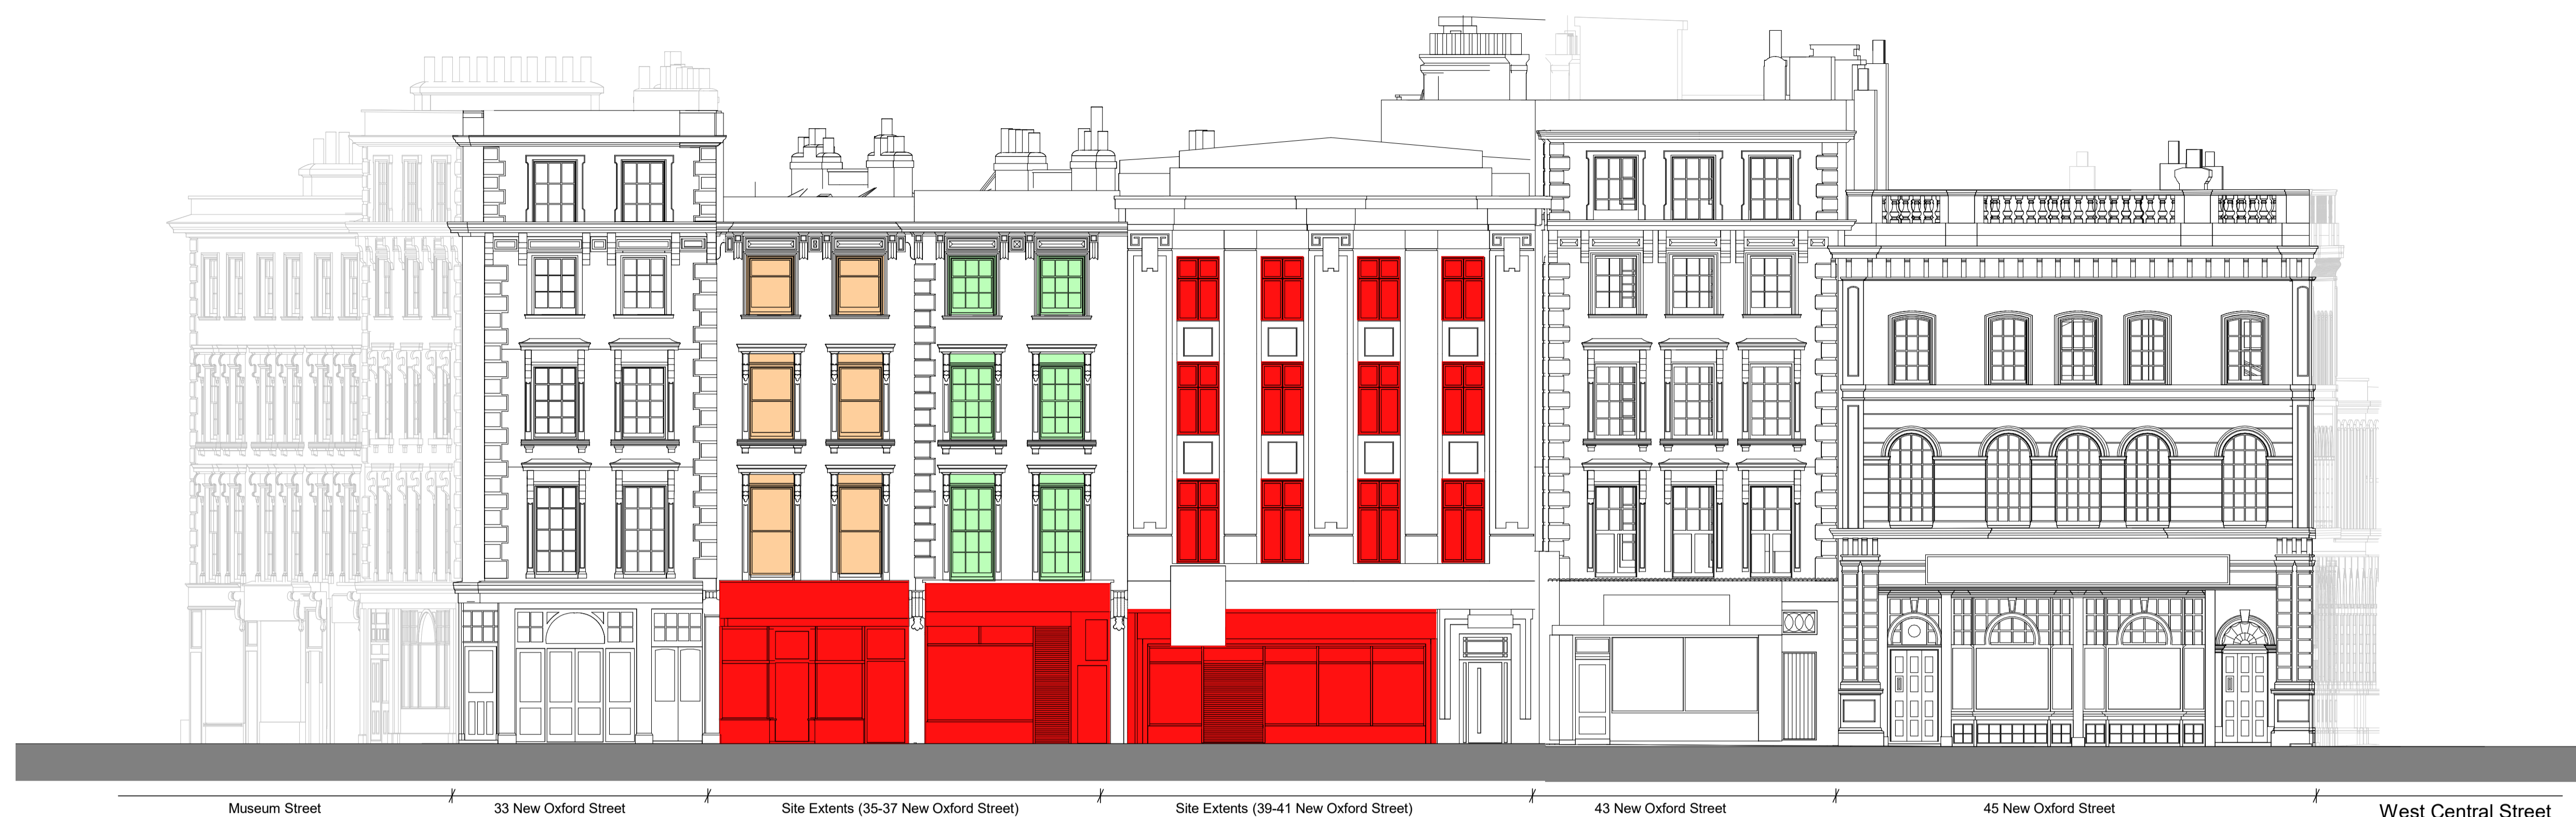 Museum Street
33 New Oxford Street
Site Extents (35-37 New Oxford Street)
Site Extents (39-41 New Oxford Street)
43 New Oxford Street
45 New Oxford Street
West Central Street